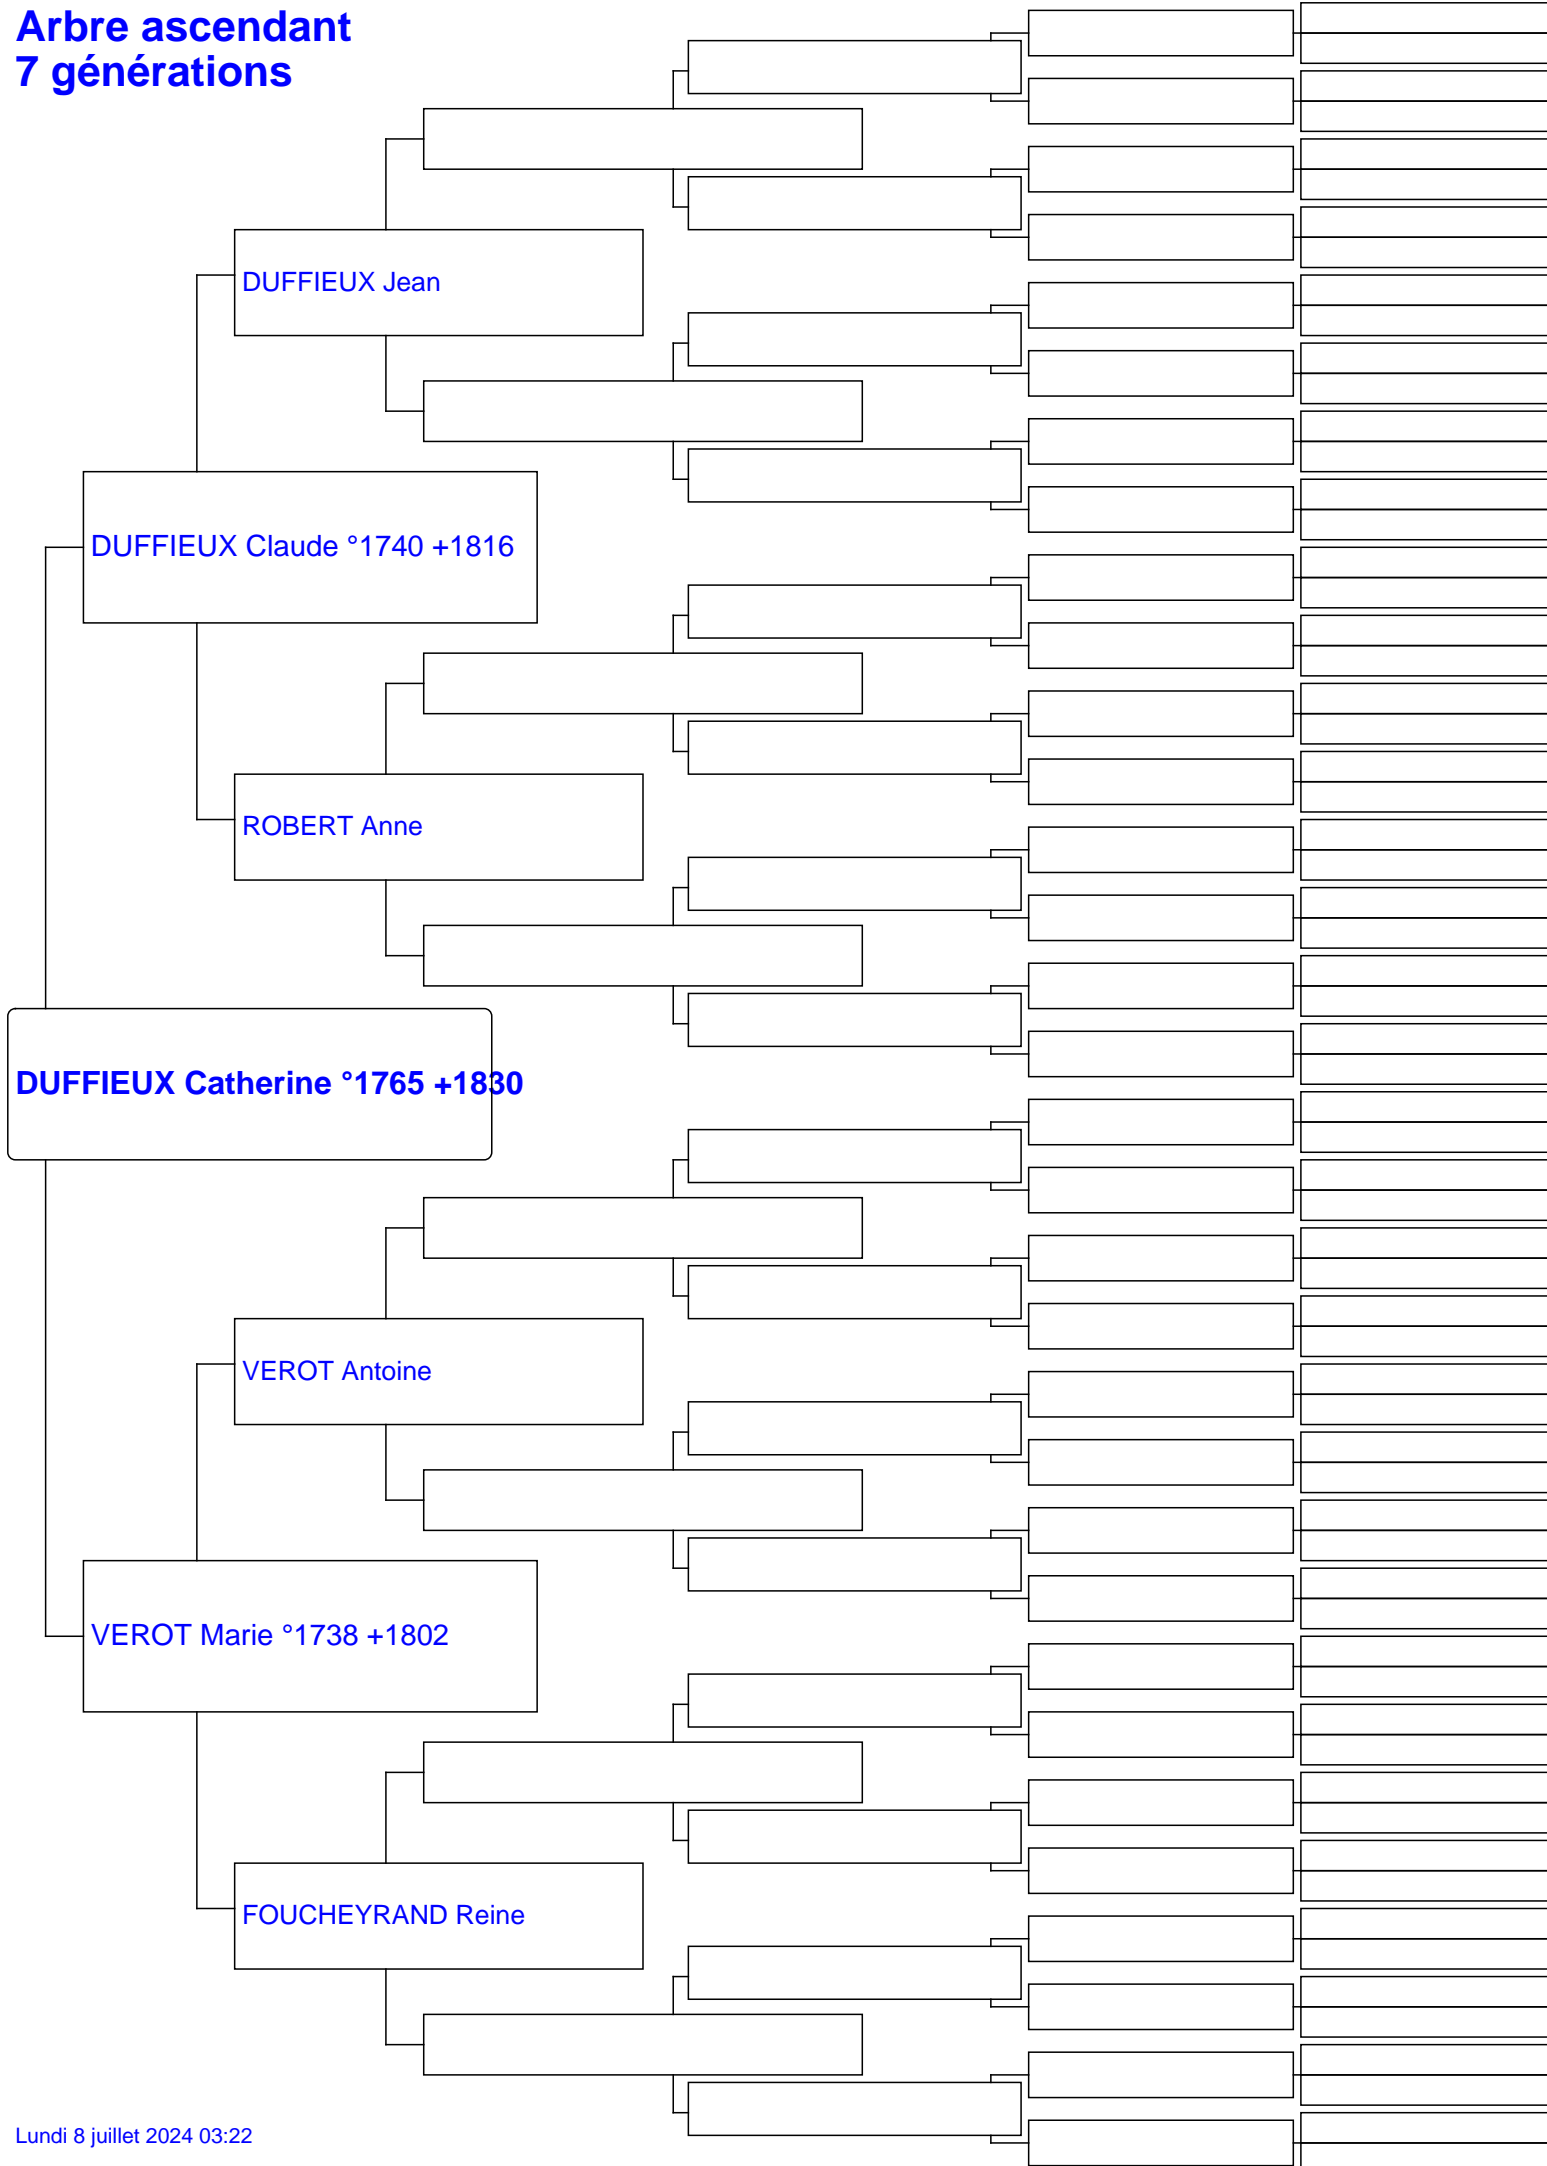 Arbre ascendant
7 générations
DUFFIEUX Jean
DUFFIEUX Claude °1740 +1816
ROBERT Anne
DUFFIEUX Catherine °1765 +1830
VEROT Antoine
VEROT Marie °1738 +1802
FOUCHEYRAND Reine
Lundi 8 juillet 2024 03:22